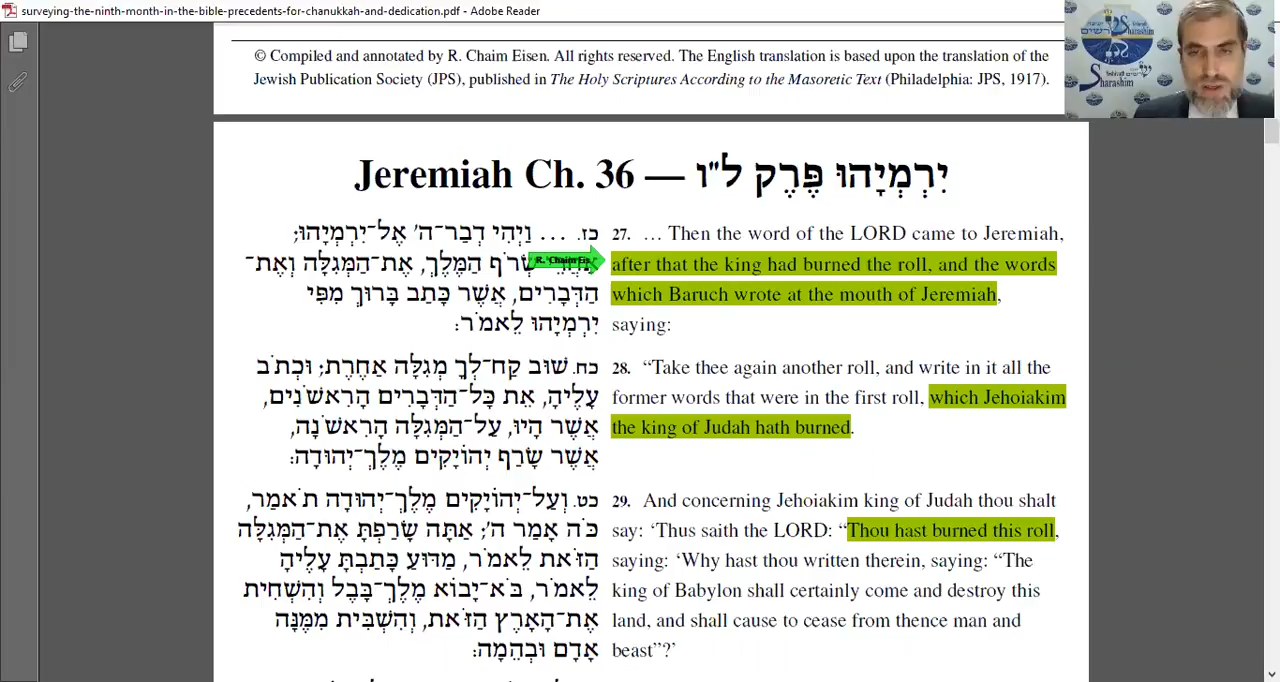 surveying-the-ninth-month-in-the-bible-precedents-for-chanukkah-and-dedication.pdf - Adobe Reader
© Compiled and annotated by R. Chaim Eisen. All rights reserved. The English translation is based upon the translation of the
Jewish Publication Society (JPS), published in The Holy Scriptures According to the Masoretic Text (Philadelphia: JPS, 1917).
Sharashim
Jeremiah Ch. 36 — יִרְמְיָהוּ פֶּרֶק ל"ו
27. … Then the word of the LORD came to Jeremiah,
after that the king had burned the roll, and the words
which Baruch wrote at the mouth of Jeremiah,
saying:
28. “Take thee again another roll, and write in it all the
former words that were in the first roll, which Jehoiakim
the king of Judah hath burned.
29. And concerning Jehoiakim king of Judah thou shalt
say: ‘Thus saith the LORD: “Thou hast burned this roll,
saying: ‘Why hast thou written therein, saying: “The
king of Babylon shall certainly come and destroy this
land, and shall cause to cease from thence man and
beast”?’
כז. … וַיְהִי דְבַר־ה' אֶל־יִרְמְיָהוּ;
שְׂרֹף הַמֶּלֶךְ, אֶת־הַמְּגִלָּה וְאֶת־
הַדְּבָרִים, אֲשֶׁר כָּתַב בָּרוּךְ מִפִּי
יִרְמְיָהוּ לֵאמֹר:
כח. שׁוּב קַח־לְךָ מְגִלָּה אַחֶרֶת; וּכְתֹב
עָלֶיהָ, אֵת כָּל־הַדְּבָרִים הָרִאשֹׁנִים,
אֲשֶׁר הָיוּ, עַל־הַמְּגִלָּה הָרִאשֹׁנָה,
אֲשֶׁר שָׂרַף יְהוֹיָקִים מֶלֶךְ־יְהוּדָה:
כט. וְעַל־יְהוֹיָקִים מֶלֶךְ־יְהוּדָה תֹאמַר,
כֹּה אָמַר ה'; אַתָּה שָׂרַפְתָּ אֶת־הַמְּגִלָּה
הַזֹּאת לֵאמֹר, מַדּוּעַ כָּתַבְתָּ עָלֶיהָ
לֵאמֹר, בֹּא־יָבוֹא מֶלֶךְ־בָּבֶל וְהִשְׁחִית
אֶת־הָאָרֶץ הַזֹּאת, וְהִשְׁבִּית מִמֶּנָּה
אָדָם וּבְהֵמָה:
R. Chaim Eis